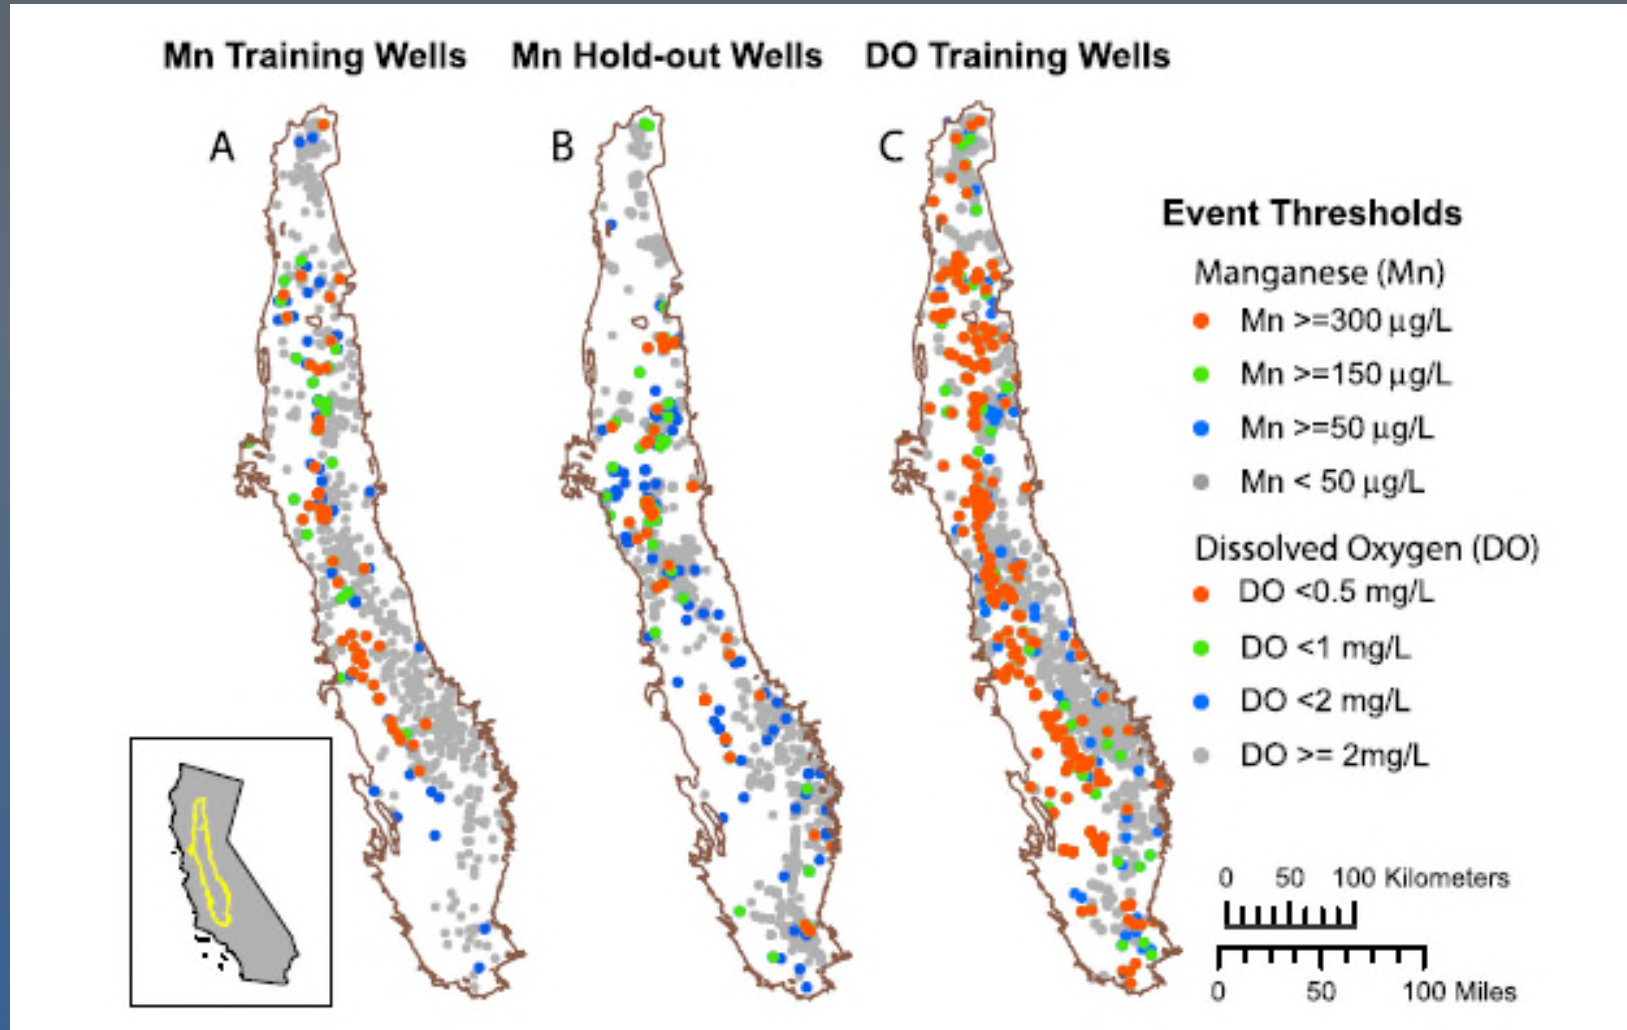 Mn Training Wells
Mn Hold-out Wells
DO Training Wells
A
B
C
Event Thresholds
Manganese (Mn)
Mn >=300 µg/L
Mn >=150 µg/L
Mn >=50 µg/L
Mn < 50 µg/L
Dissolved Oxygen (DO)
DO <0.5 mg/L
DO <1 mg/L
DO <2 mg/L
DO >= 2mg/L
0 50 100 Kilometers
0 50 100 Miles